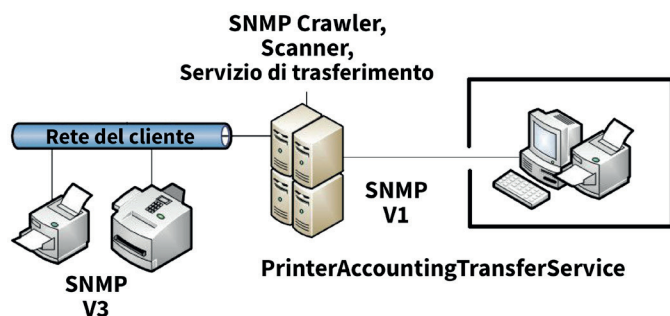 SNMP Crawler,
Scanner,
Servizio di trasferimento
Rete del cliente
SNMP
V1
PrinterAccountingTransferService
SNMP
V3